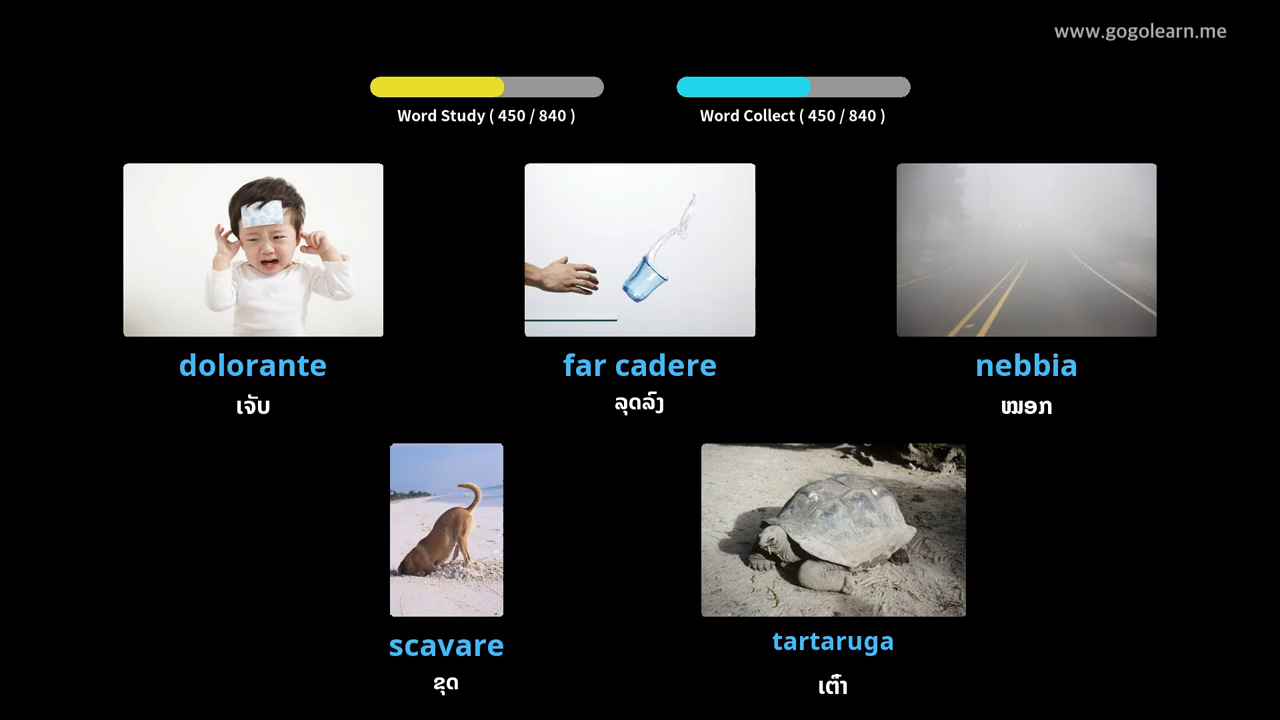 www.gogolearn.me
Word Study ( 450 / 840 )
Word Collect ( 450 / 840 )
dolorante
ເຈັບ
far cadere
ລຸດລົງ
nebbia
ໝອກ
scavare
ຂຸດ
tartaruga
ເຕົ່າ